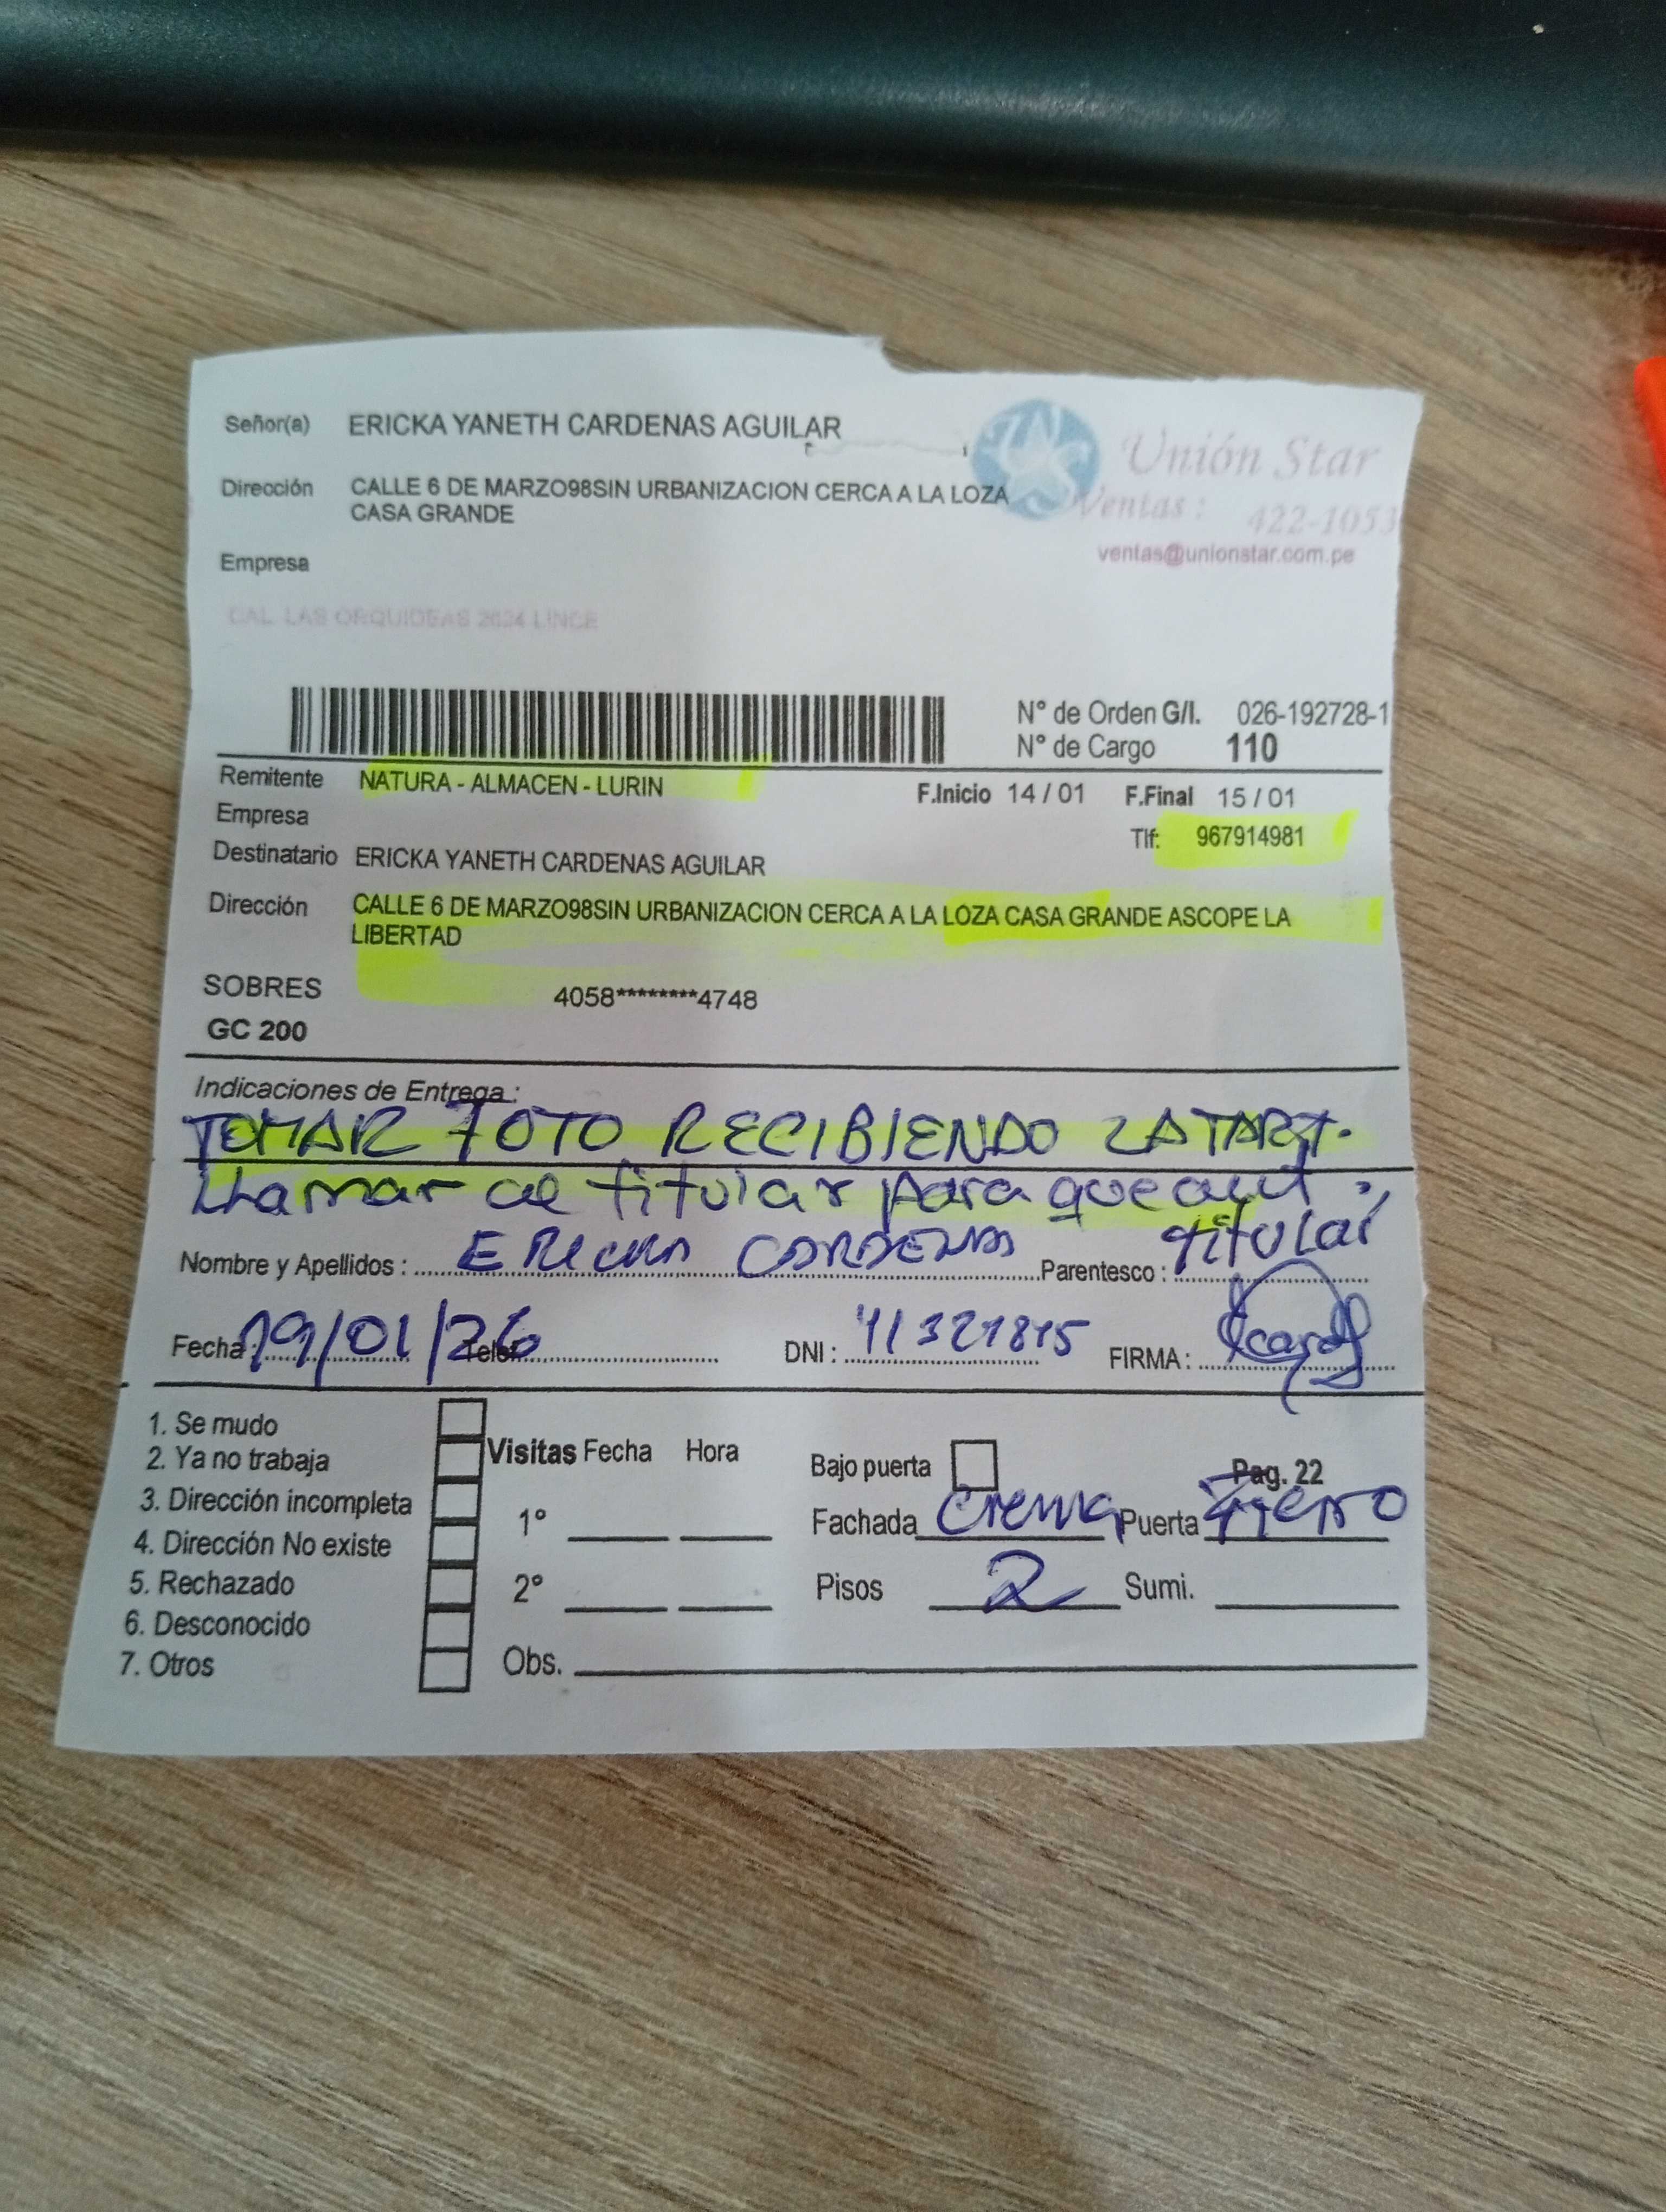 Señor(a) ERICKA YANETH CARDENAS AGUILAR
Unión Star
Dirección CALLE 6 DE MARZO98SIN URBANIZACION CERCA A LA LOZA
CASA GRANDE
Ventas: 422-1053
ventas@unionstar.com.pe
Empresa
CAL. LAS ORQUIDEAS 2634 LINCE
N° de Orden G/I. 026-192728-1
N° de Cargo 110
Remitente NATURA - ALMACEN - LURIN
F.Inicio 14 / 01 F.Final 15 / 01
Empresa
Tlf: 967914981
Destinatario ERICKA YANETH CARDENAS AGUILAR
Dirección CALLE 6 DE MARZO98SIN URBANIZACION CERCA A LA LOZA CASA GRANDE ASCOPE LA
LIBERTAD
SOBRES 4058********4748
GC 200
Indicaciones de Entrega :
TOMAR FOTO RECIBIENDO LA TARJT.
Llamar al titular para que
Nombre y Apellidos : ERICKA CARDENAS Parentesco : titular
Fecha : 19/01/26 Telef. DNI : 41321815 FIRMA :
1. Se mudo
2. Ya no trabaja
3. Dirección incompleta
4. Dirección No existe
5. Rechazado
6. Desconocido
7. Otros
Visitas Fecha Hora
1°
2°
Obs.
Bajo puerta Pag. 22
Fachada Crema Puerta Fierro
Pisos 2 Sumi.